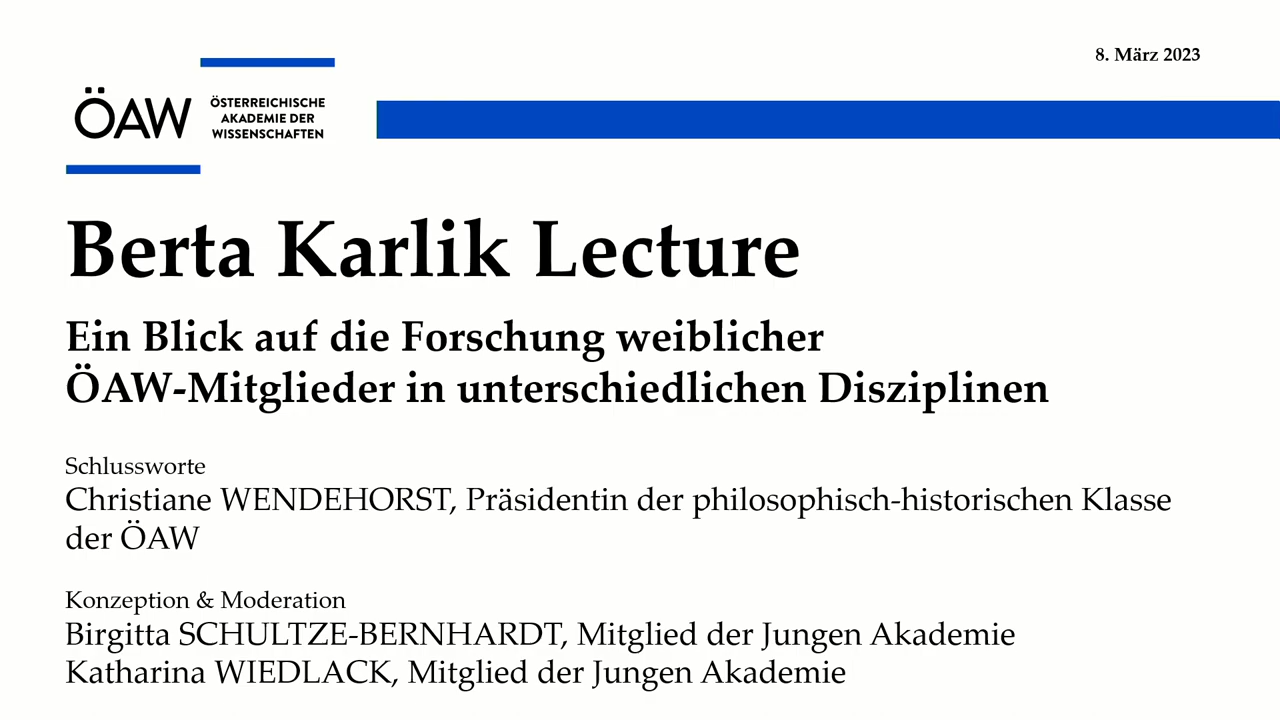 8. März 2023
ÖAW
ÖSTERREICHISCHE
AKADEMIE DER
WISSENSCHAFTEN
Berta Karlik Lecture
Ein Blick auf die Forschung weiblicher
ÖAW-Mitglieder in unterschiedlichen Disziplinen
Schlussworte
Christiane WENDEHORST, Präsidentin der philosophisch-historischen Klasse
der ÖAW
Konzeption & Moderation
Birgitta SCHULTZE-BERNHARDT, Mitglied der Jungen Akademie
Katharina WIEDLACK, Mitglied der Jungen Akademie